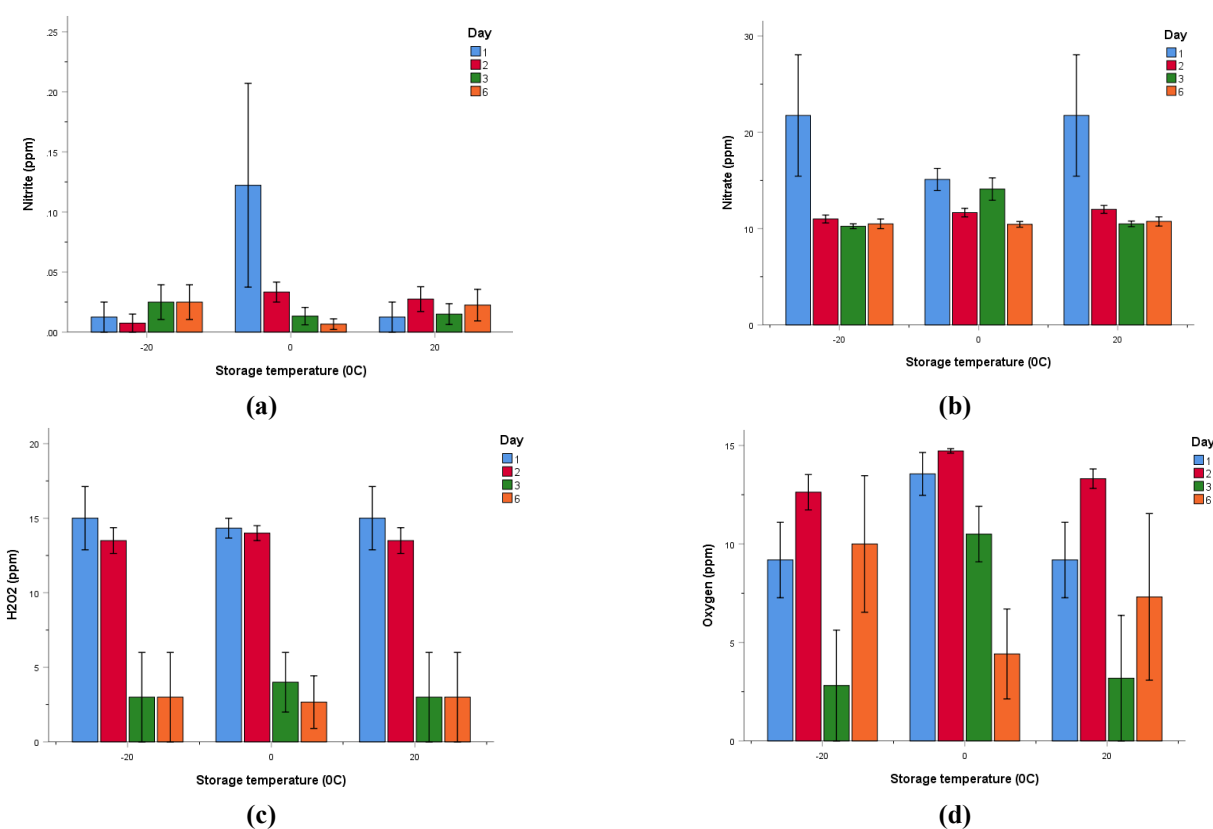 Day
1
2
3
6
.25
.20
.15
.10
.05
.00
Nitrite (ppm)
-20
0
20
Storage temperature (0C)
(a)
Day
1
2
3
6
30
20
10
0
Nitrate (ppm)
-20
0
20
Storage temperature (0C)
(b)
Day
1
2
3
6
20
15
10
5
0
H2O2 (ppm)
-20
0
20
Storage temperature (0C)
(c)
Day
1
2
3
6
15
10
5
0
Oxygen (ppm)
-20
0
20
Storage temperature (0C)
(d)